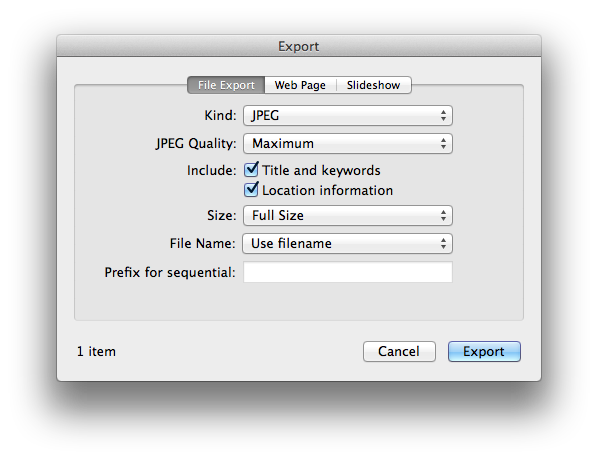 Export
File Export Web Page Slideshow
Kind: JPEG
JPEG Quality: Maximum
Include: Title and keywords
Location information
Size: Full Size
File Name: Use filename
Prefix for sequential:
1 item Cancel Export